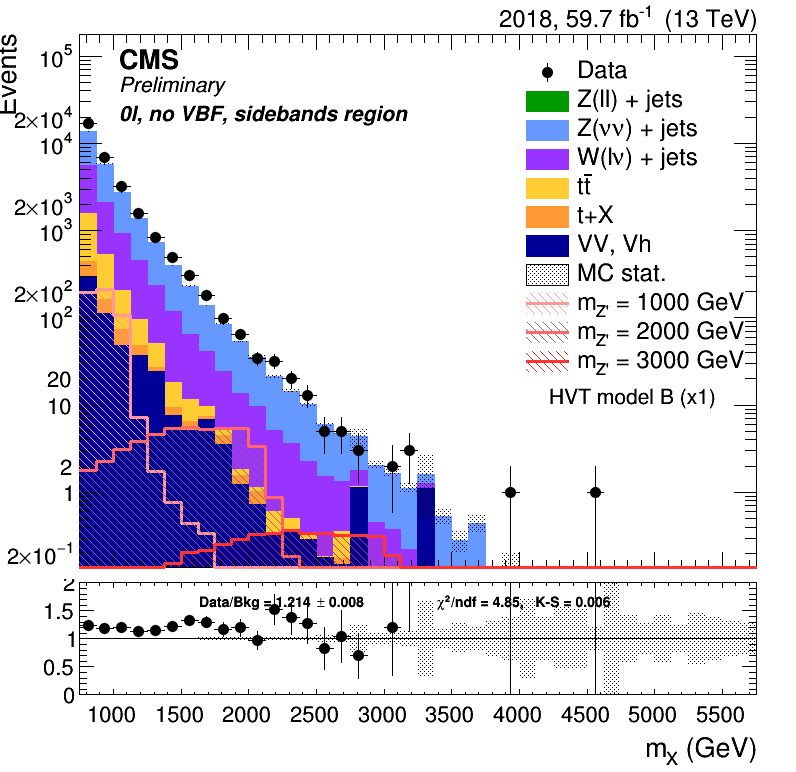 2018, 59.7 fb⁻¹ (13 TeV)
Events
CMS
Preliminary
0l, no VBF, sidebands region
Data
Z(ll) + jets
Z(νν) + jets
W(lν) + jets
tt̄
t+X
VV, Vh
MC stat.
m_Z' = 1000 GeV
m_Z' = 2000 GeV
m_Z' = 3000 GeV
HVT model B (x1)
10⁵
2×10⁴
10⁴
2×10³
10³
2×10²
10²
20
10
2
1
2×10⁻¹
Data/Bkg = 1.214 ± 0.008
χ²/ndf = 4.85, K-S = 0.006
2
1.5
1
0.5
0
1000 1500 2000 2500 3000 3500 4000 4500 5000 5500
m_X (GeV)